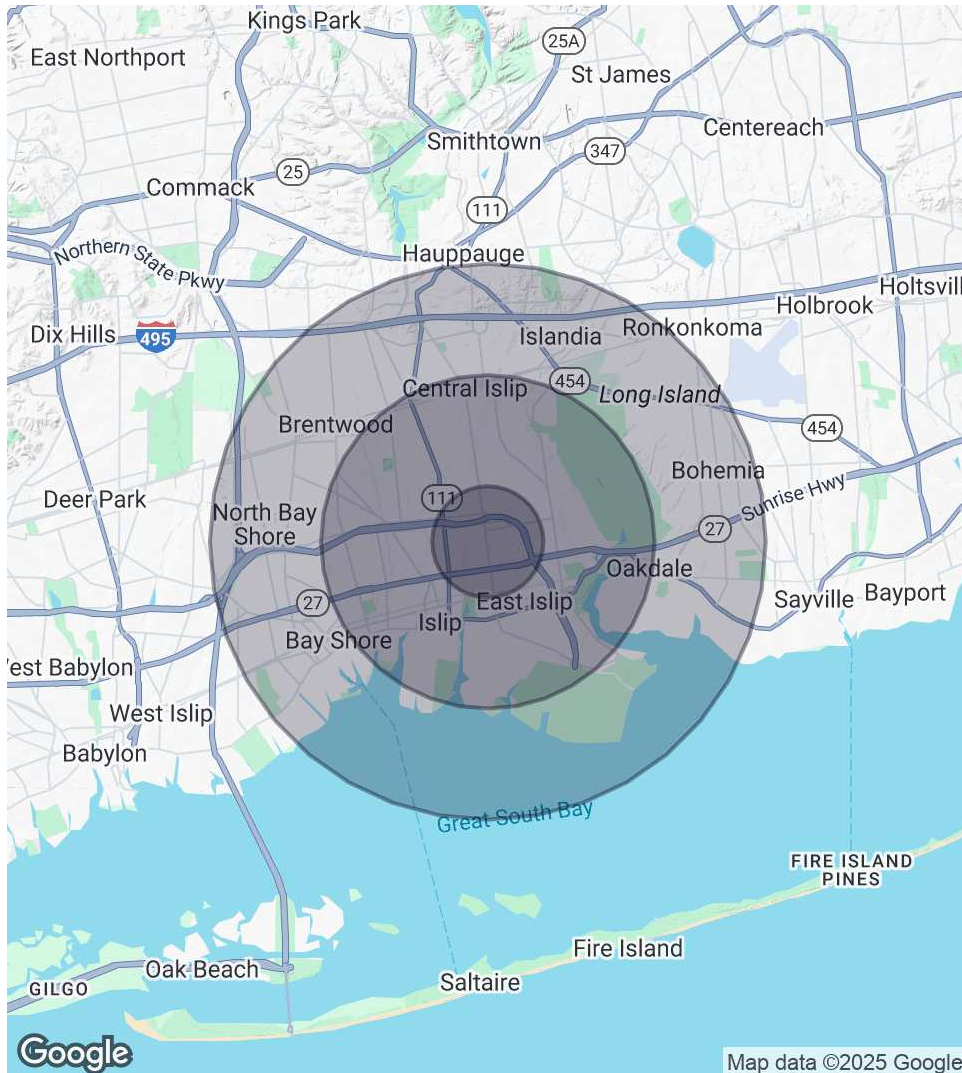 Kings Park
25A
East Northport
St James
Centereach
Smithtown
347
25
Commack
111
Hauppauge
Northern State Pkwy
Holtsvill
Holbrook
Ronkonkoma
Dix Hills
495
Islandia
454
Central Islip
Long Island
Brentwood
454
Bohemia
111
Deer Park
Sunrise Hwy
North Bay
Shore
27
Oakdale
Bayport
Sayville
27
East Islip
Islip
Bay Shore
est Babylon
West Islip
Babylon
Great South Bay
FIRE ISLAND
PINES
Fire Island
Oak Beach
Saltaire
GILGO
Google
Map data ©2025 Google